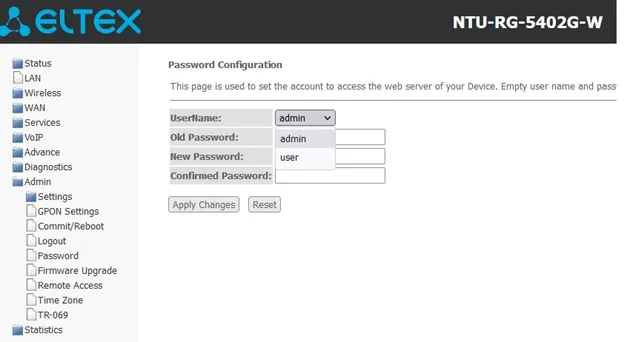 ELTEX
NTU-RG-5402G-W
Status
LAN
Wireless
WAN
Services
VoIP
Advance
Diagnostics
Admin
Settings
GPON Settings
Commit/Reboot
Logout
Password
Firmware Upgrade
Remote Access
Time Zone
TR-069
Statistics
Password Configuration
This page is used to set the account to access the web server of your Device. Empty user name and pass
UserName: admin
Old Password: admin
New Password: user
Confirmed Password:
Apply Changes Reset